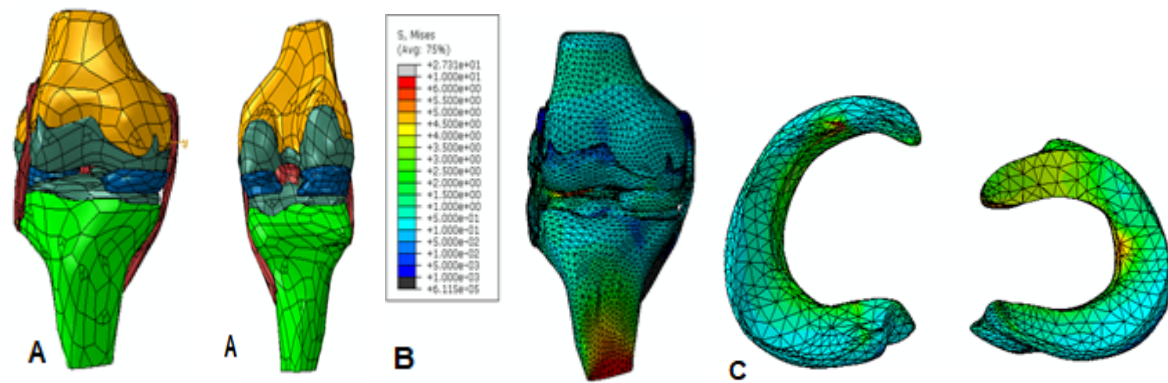 S, Mises
(Avg: 75%)
+2.731e+01
+1.000e+01
+6.000e+00
+5.500e+00
+5.000e+00
+4.500e+00
+4.000e+00
+3.500e+00
+3.000e+00
+2.500e+00
+2.000e+00
+1.500e+00
+1.000e+00
+5.000e-01
+1.000e-01
+5.000e-02
+1.000e-02
+5.000e-03
+1.000e-03
+6.115e-05
A
A
B
C